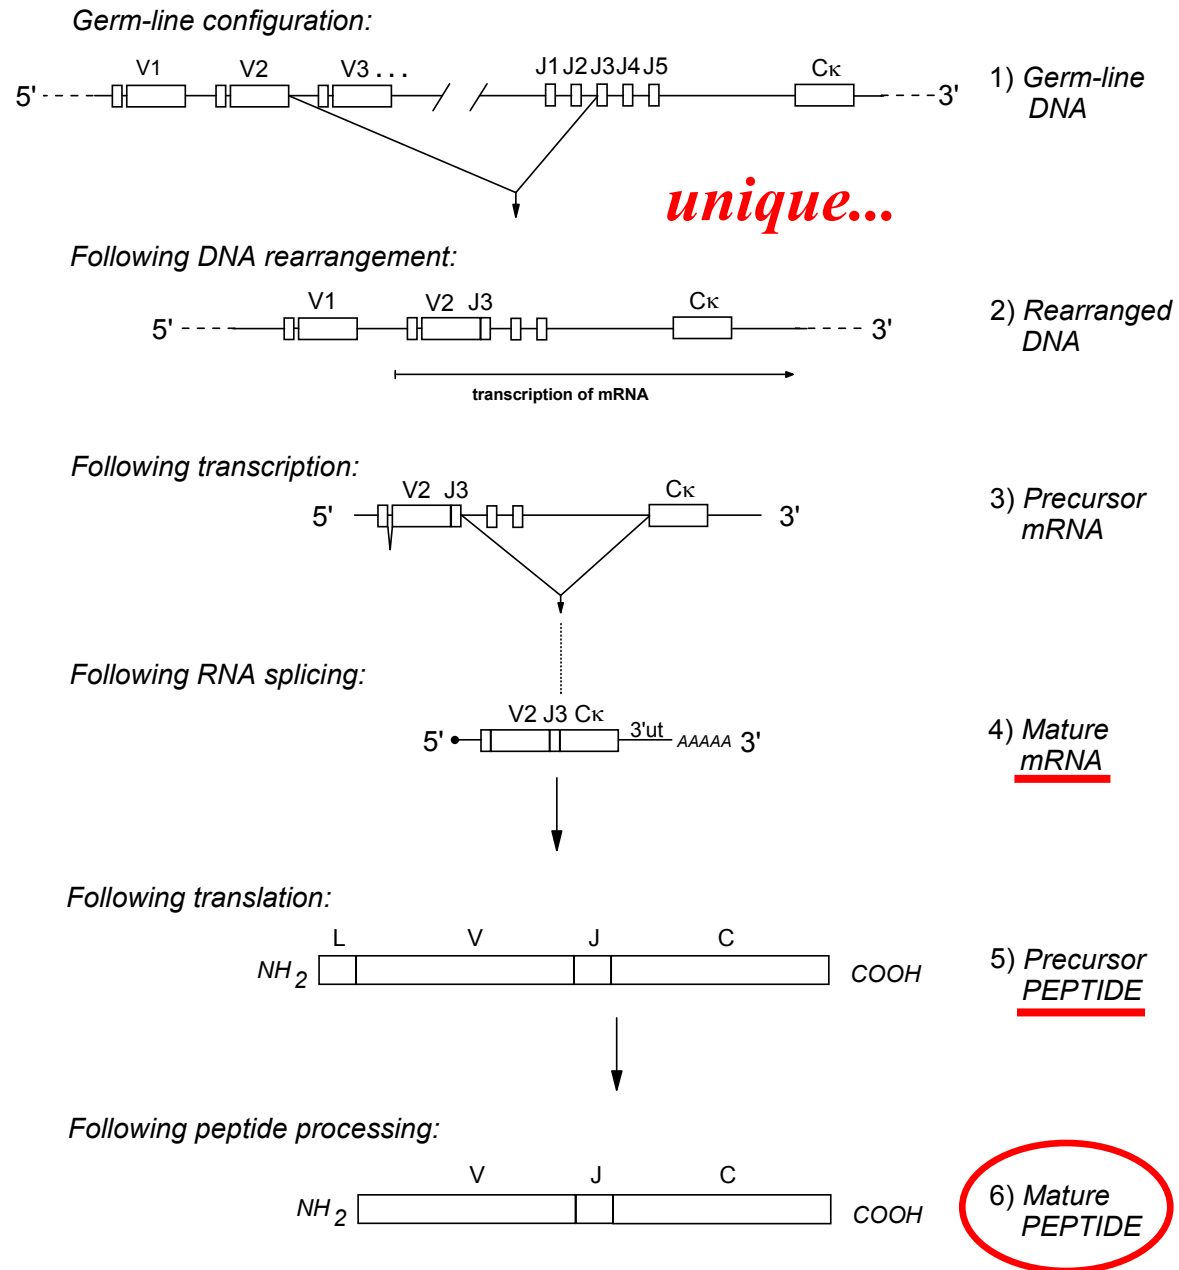 Germ-line configuration:
V1 V2 V3 . . . J1 J2 J3 J4 J5 Cκ
5' 3'
1) Germ-line
DNA
unique...
Following DNA rearrangement:
V1 V2 J3 Cκ
5' 3'
2) Rearranged
DNA
transcription of mRNA
Following transcription:
V2 J3 Cκ
5' 3'
3) Precursor
mRNA
Following RNA splicing:
V2 J3 Cκ
5' 3'ut AAAAA 3'
4) Mature
mRNA
Following translation:
L V J C
NH2 COOH
5) Precursor
PEPTIDE
Following peptide processing:
V J C
NH2 COOH
6) Mature
PEPTIDE